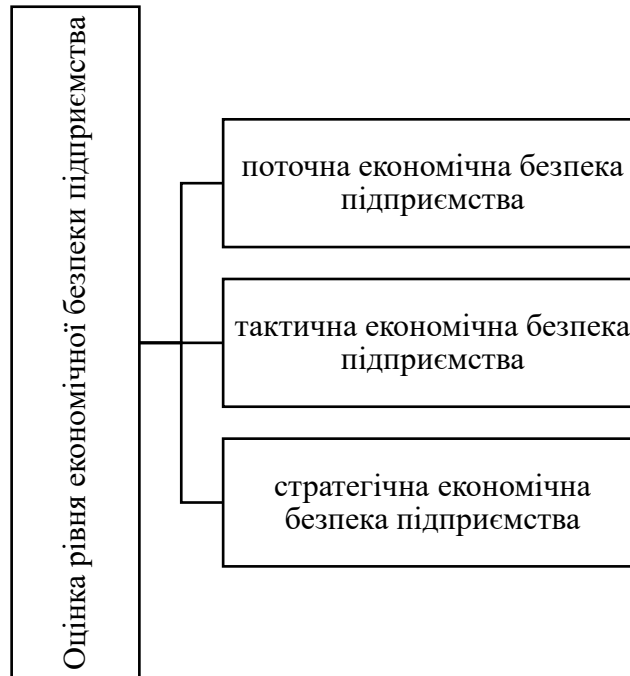 Оцінка рівня економічної безпеки підприємства
поточна економічна безпека
підприємства
тактична економічна безпека
підприємства
стратегічна економічна
безпека підприємства